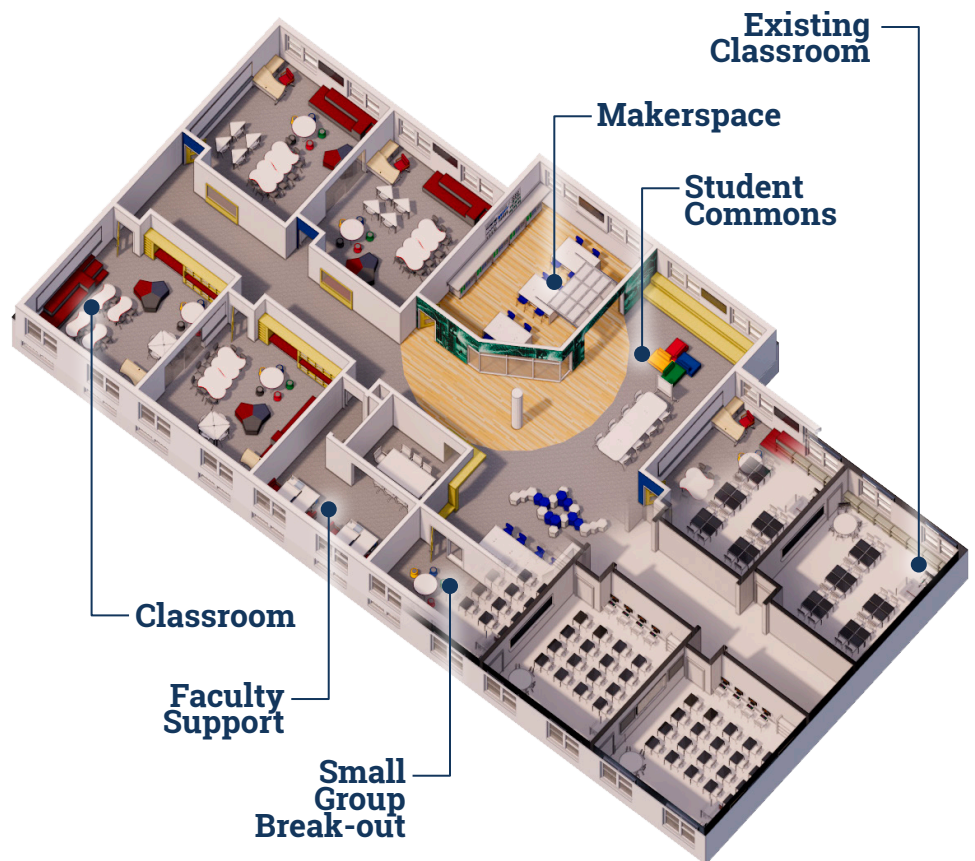 Existing
Classroom
Makerspace
Student
Commons
Classroom
Faculty
Support
Small
Group
Break-out